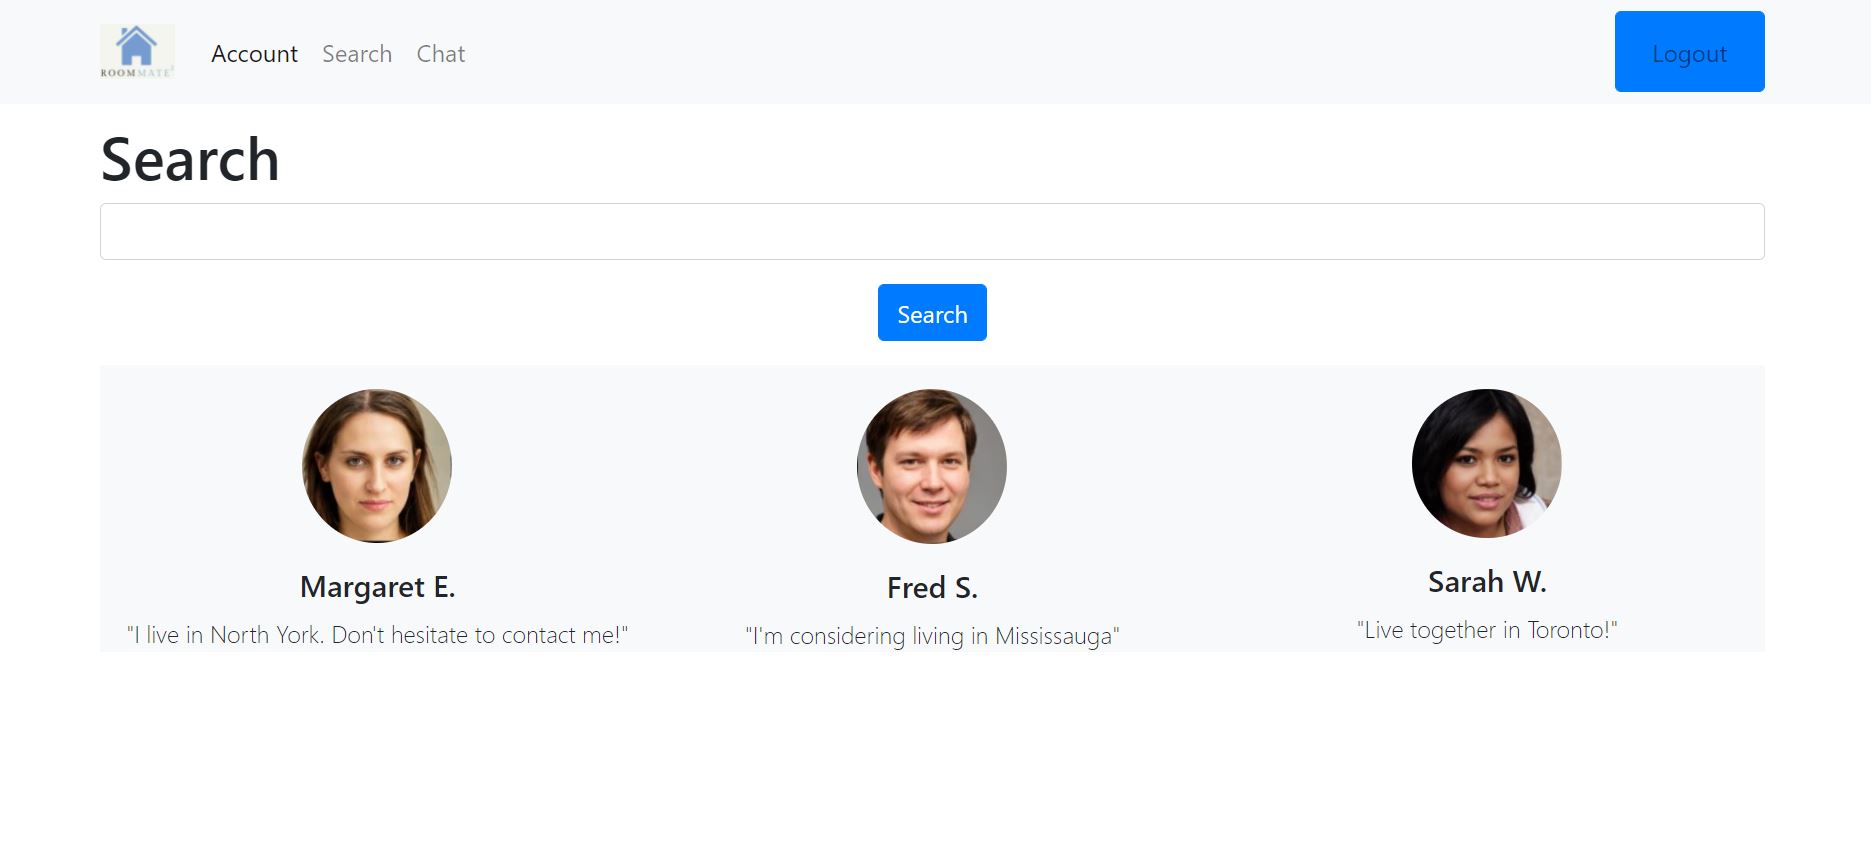 ROOMMATE
Account Search Chat
Logout
Search
Search
Margaret E.
Fred S.
Sarah W.
"I live in North York. Don't hesitate to contact me!"
"I'm considering living in Mississauga"
"Live together in Toronto!"